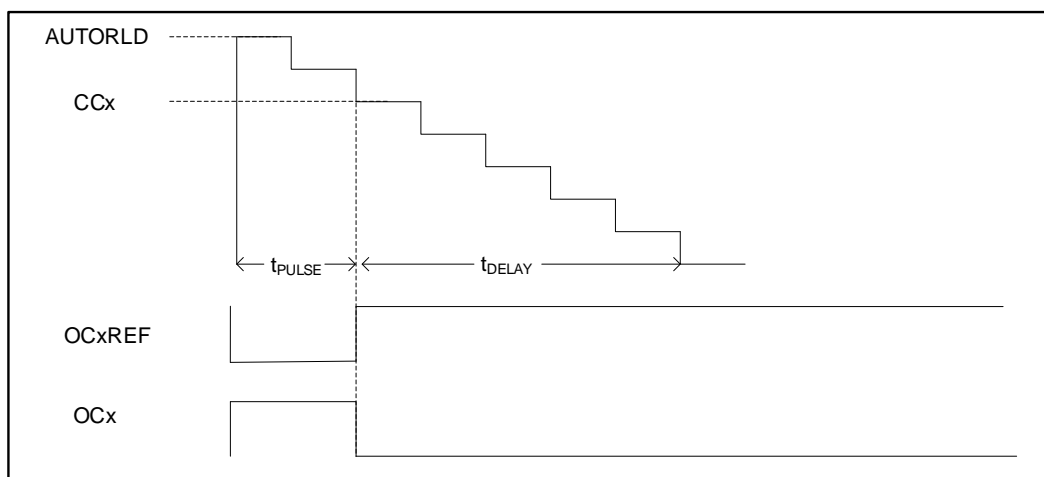 AUTORLD
CCx
tPULSE
tDELAY
OCxREF
OCx